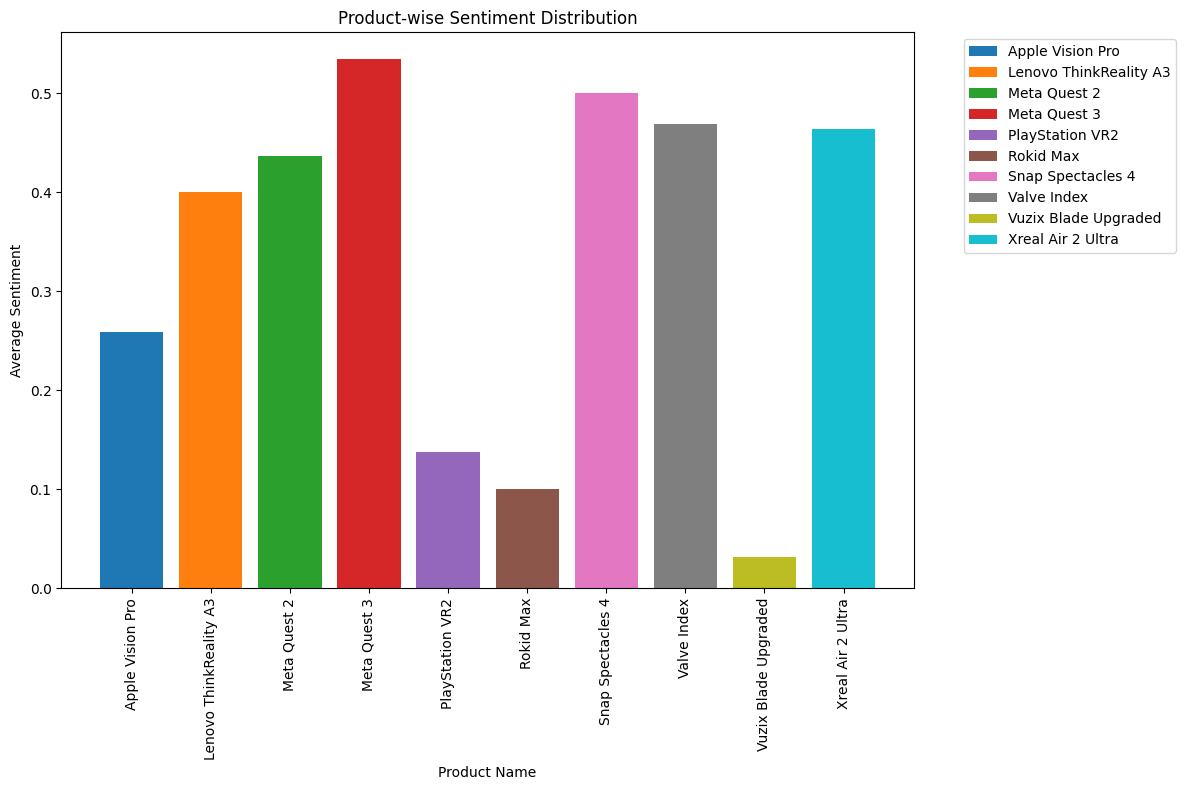 Product-wise Sentiment Distribution
Average Sentiment
0.5
0.4
0.3
0.2
0.1
0.0
Apple Vision Pro
Lenovo ThinkReality A3
Meta Quest 2
Meta Quest 3
PlayStation VR2
Rokid Max
Snap Spectacles 4
Valve Index
Vuzix Blade Upgraded
Xreal Air 2 Ultra
Product Name
Apple Vision Pro
Lenovo ThinkReality A3
Meta Quest 2
Meta Quest 3
PlayStation VR2
Rokid Max
Snap Spectacles 4
Valve Index
Vuzix Blade Upgraded
Xreal Air 2 Ultra